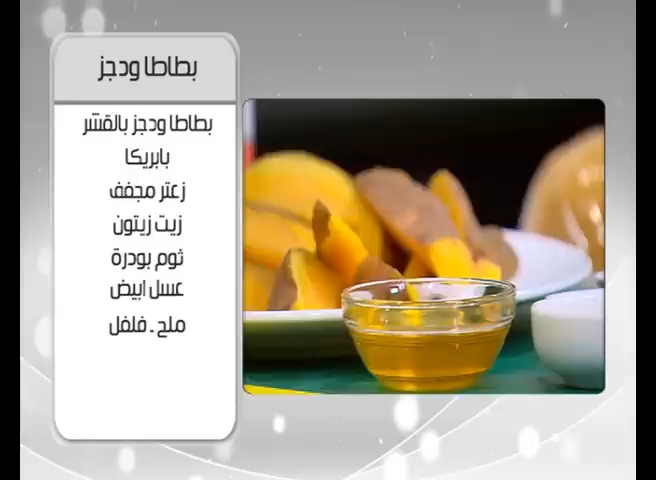 بطاطا ودجز
بطاطا ودجز بالقشر
بابريكا
زعتر مجفف
زيت زيتون
ثوم بودرة
عسل ابيض
ملح - فلفل